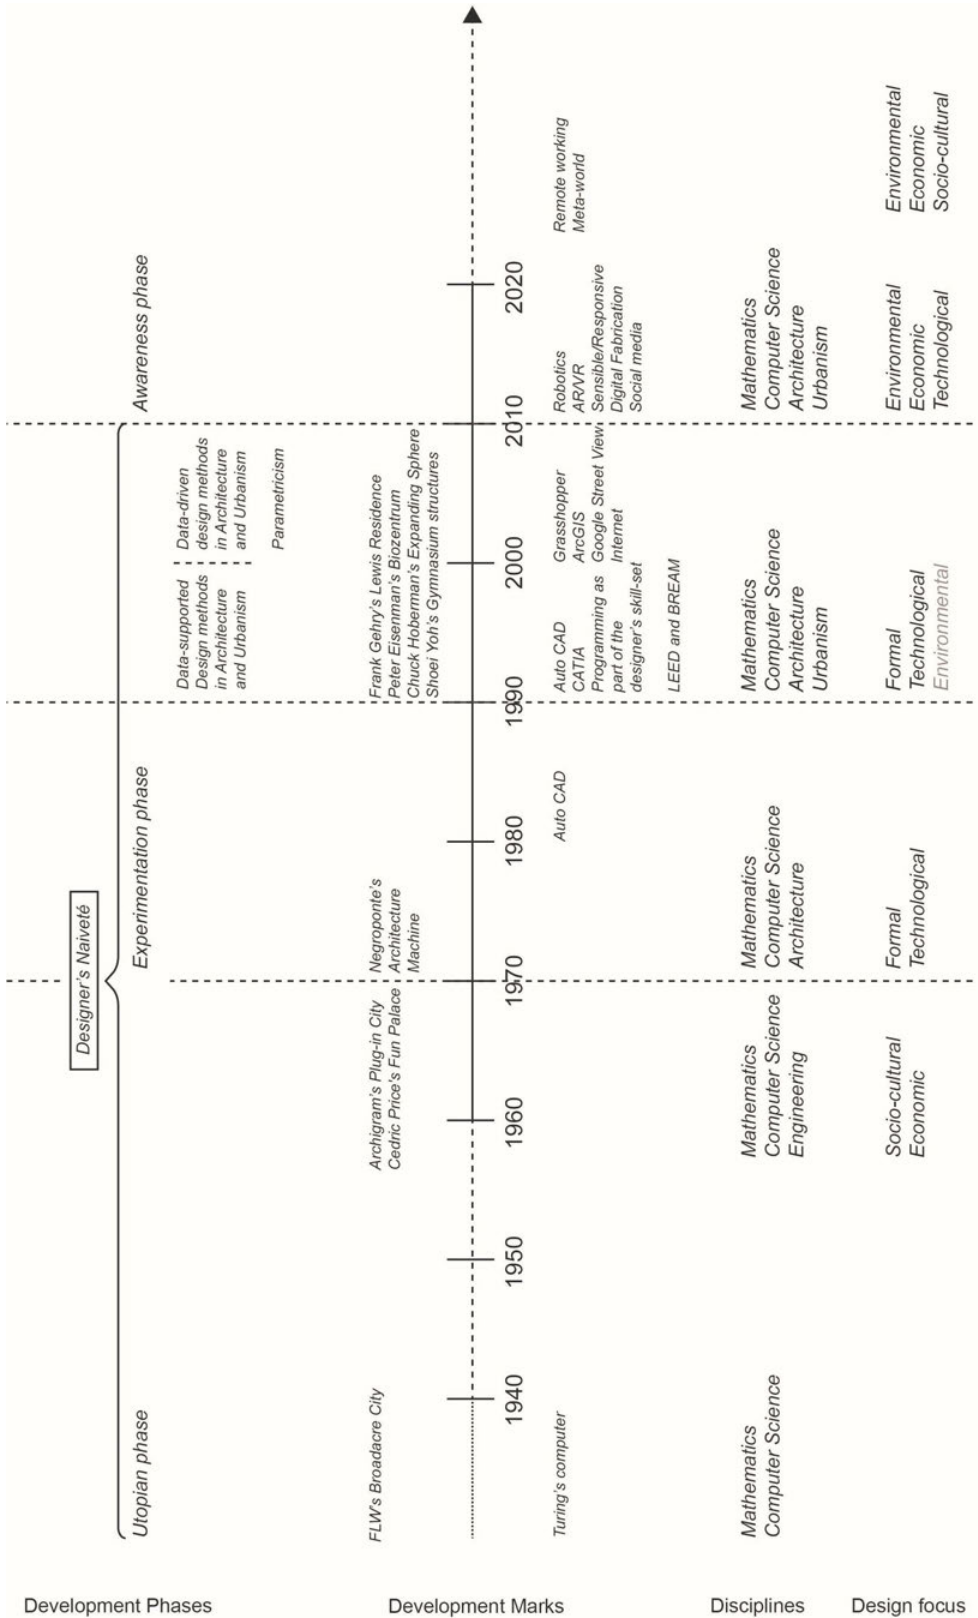 Development Phases
Designer's Naiveté
Utopian phase
Experimentation phase
Awareness phase
Data-supported
Design methods
in Architecture
and Urbanism
Data-driven
design methods
in Architecture
and Urbanism
Parametricism
Development Marks
FLW's Broadacre City
Archigram's Plug-in City
Cedric Price's Fun Palace
Negroponte's
Architecture
Machine
Frank Gehry's Lewis Residence
Peter Eisenman's Biozentrum
Chuck Hoberman's Expanding Sphere
Shoei Yoh's Gymnasium structures
1940
1950
1960
1970
1980
1990
2000
2010
2020
Turing's computer
Auto CAD
Auto CAD
CATIA
Programming as
part of the
designer's skill-set
LEED and BREAM
Grasshopper
ArcGIS
Google Street View
Internet
Robotics
AR/VR
Sensible/Responsive
Digital Fabrication
Social media
Remote working
Meta-world
Disciplines
Mathematics
Computer Science
Mathematics
Computer Science
Engineering
Mathematics
Computer Science
Architecture
Mathematics
Computer Science
Architecture
Urbanism
Mathematics
Computer Science
Architecture
Urbanism
Design focus
Socio-cultural
Economic
Formal
Technological
Formal
Technological
Environmental
Environmental
Economic
Technological
Environmental
Economic
Socio-cultural